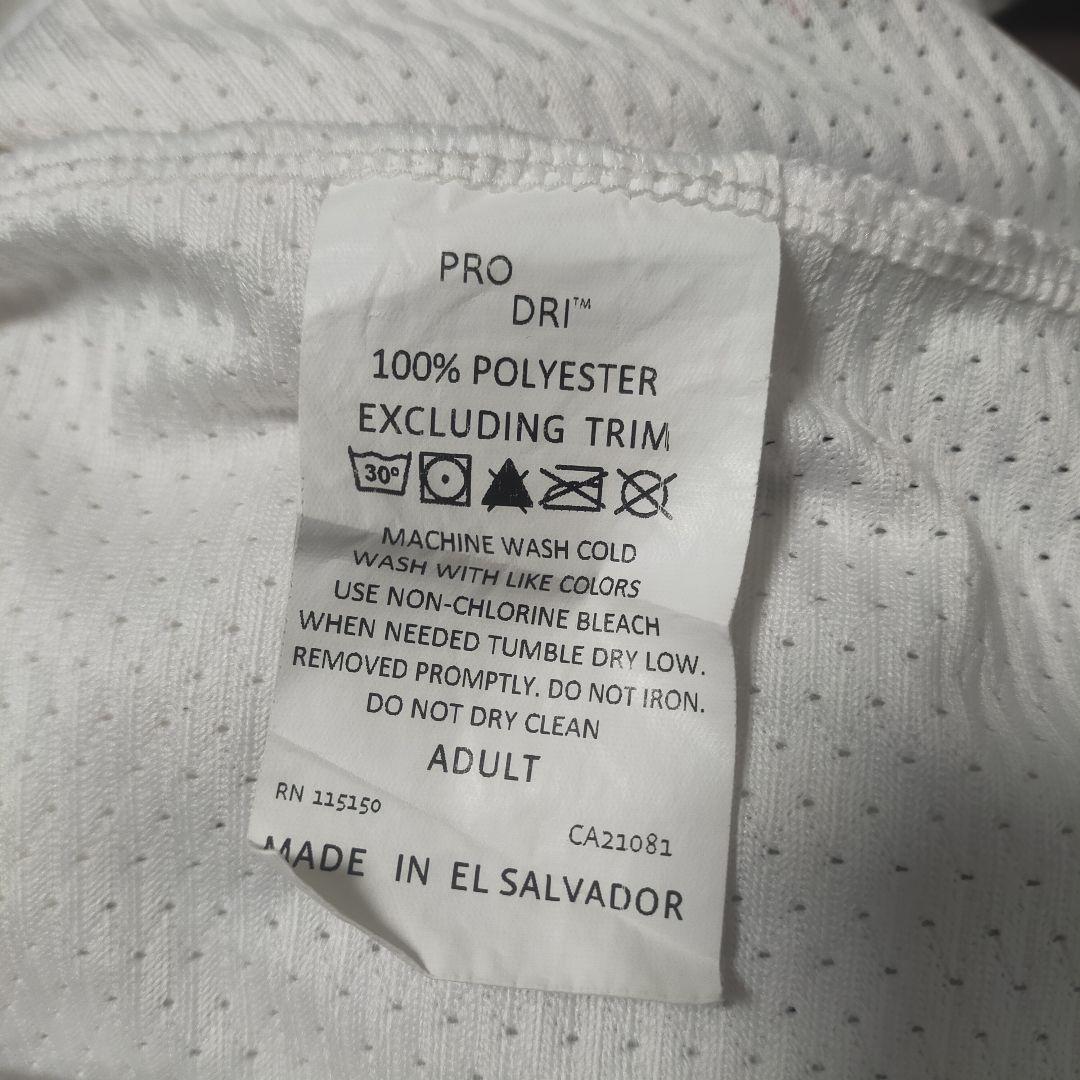 PRO
DRI™
100% POLYESTER
EXCLUDING TRIM
30°
MACHINE WASH COLD
WASH WITH LIKE COLORS
USE NON-CHLORINE BLEACH
WHEN NEEDED TUMBLE DRY LOW.
REMOVED PROMPTLY. DO NOT IRON.
DO NOT DRY CLEAN
ADULT
RN 115150
CA21081
MADE IN EL SALVADOR